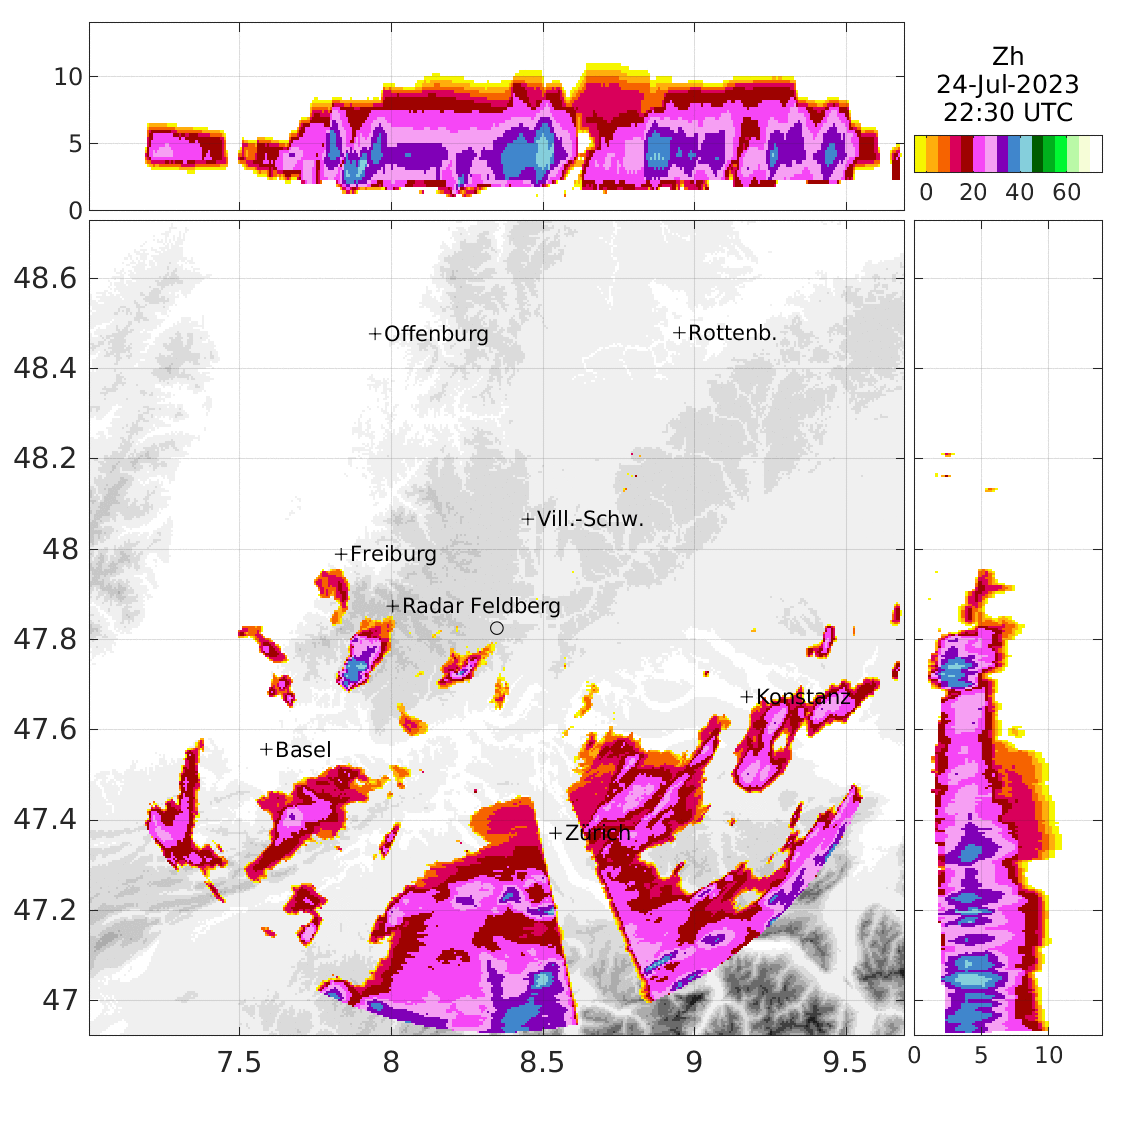 Zh
24-Jul-2023
22:30 UTC
0 20 40 60
10
5
0
48.6
48.4
48.2
48
47.8
47.6
47.4
47.2
47
+Offenburg
+Rottenb.
+Vill.-Schw.
+Freiburg
+Radar Feldberg
+Konstanz
+Basel
+Zürich
7.5 8 8.5 9 9.5
0 5 10